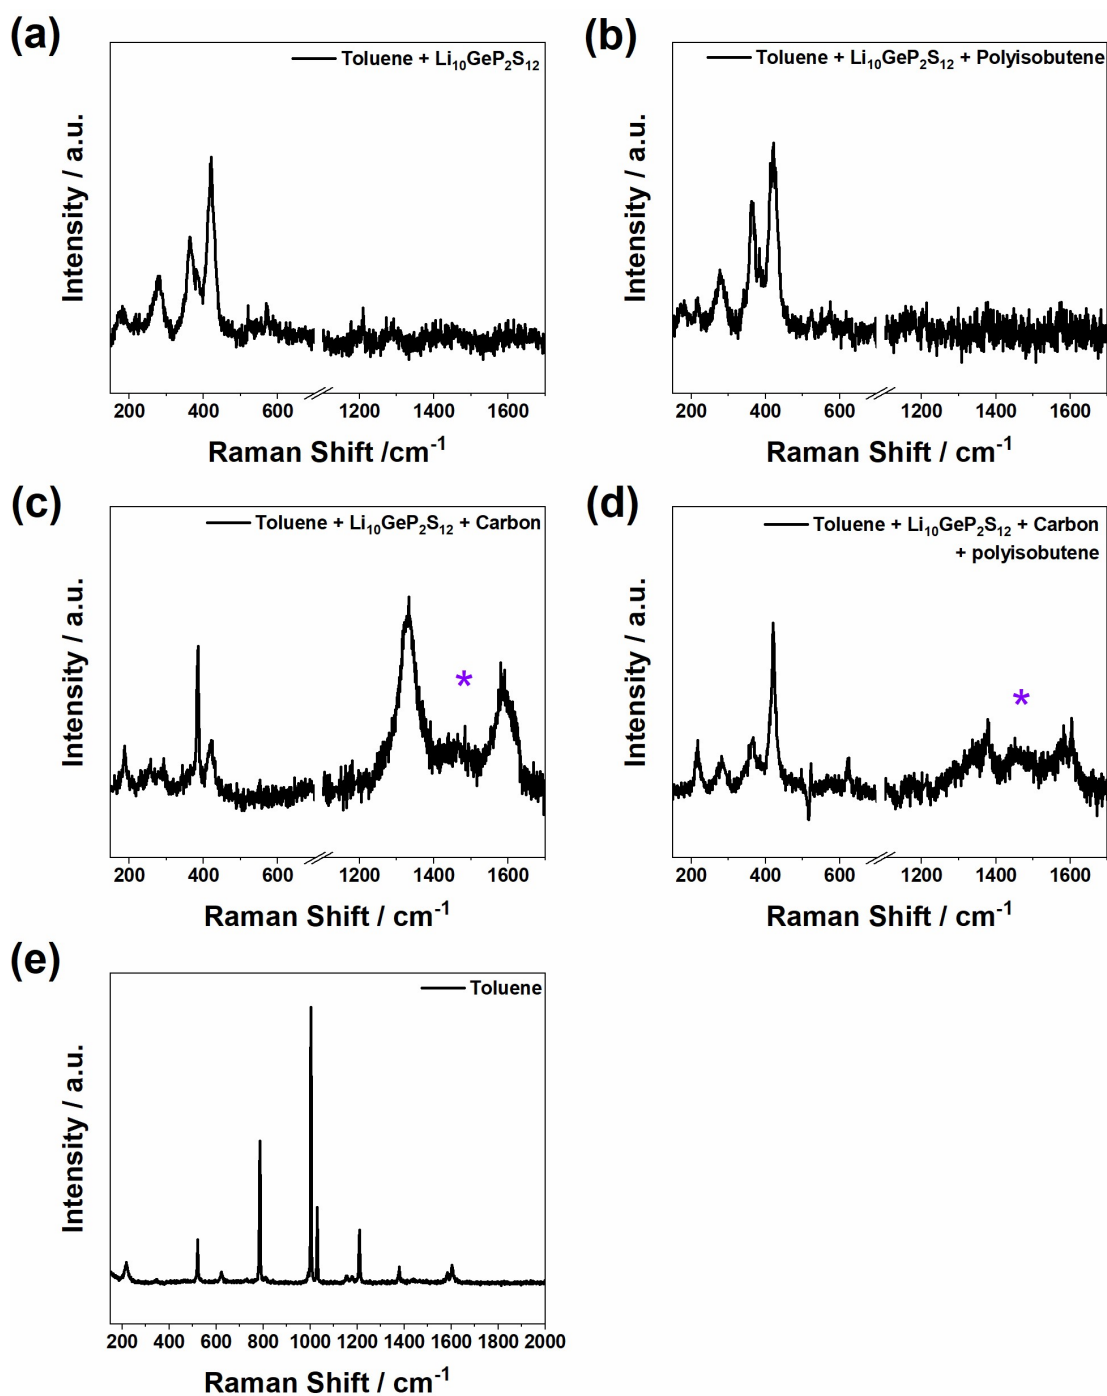 (a)
Toluene + Li₁₀GeP₂S₁₂
Intensity / a.u.
200 400 600 1200 1400 1600
Raman Shift /cm⁻¹
(b)
Toluene + Li₁₀GeP₂S₁₂ + Polyisobutene
Intensity / a.u.
200 400 600 1200 1400 1600
Raman Shift / cm⁻¹
(c)
Toluene + Li₁₀GeP₂S₁₂ + Carbon
*
Intensity / a.u.
200 400 600 1200 1400 1600
Raman Shift / cm⁻¹
(d)
Toluene + Li₁₀GeP₂S₁₂ + Carbon
+ polyisobutene
*
Intensity / a.u.
200 400 600 1200 1400 1600
Raman Shift / cm⁻¹
(e)
Toluene
Intensity / a.u.
200 400 600 800 1000 1200 1400 1600 1800 2000
Raman Shift / cm⁻¹